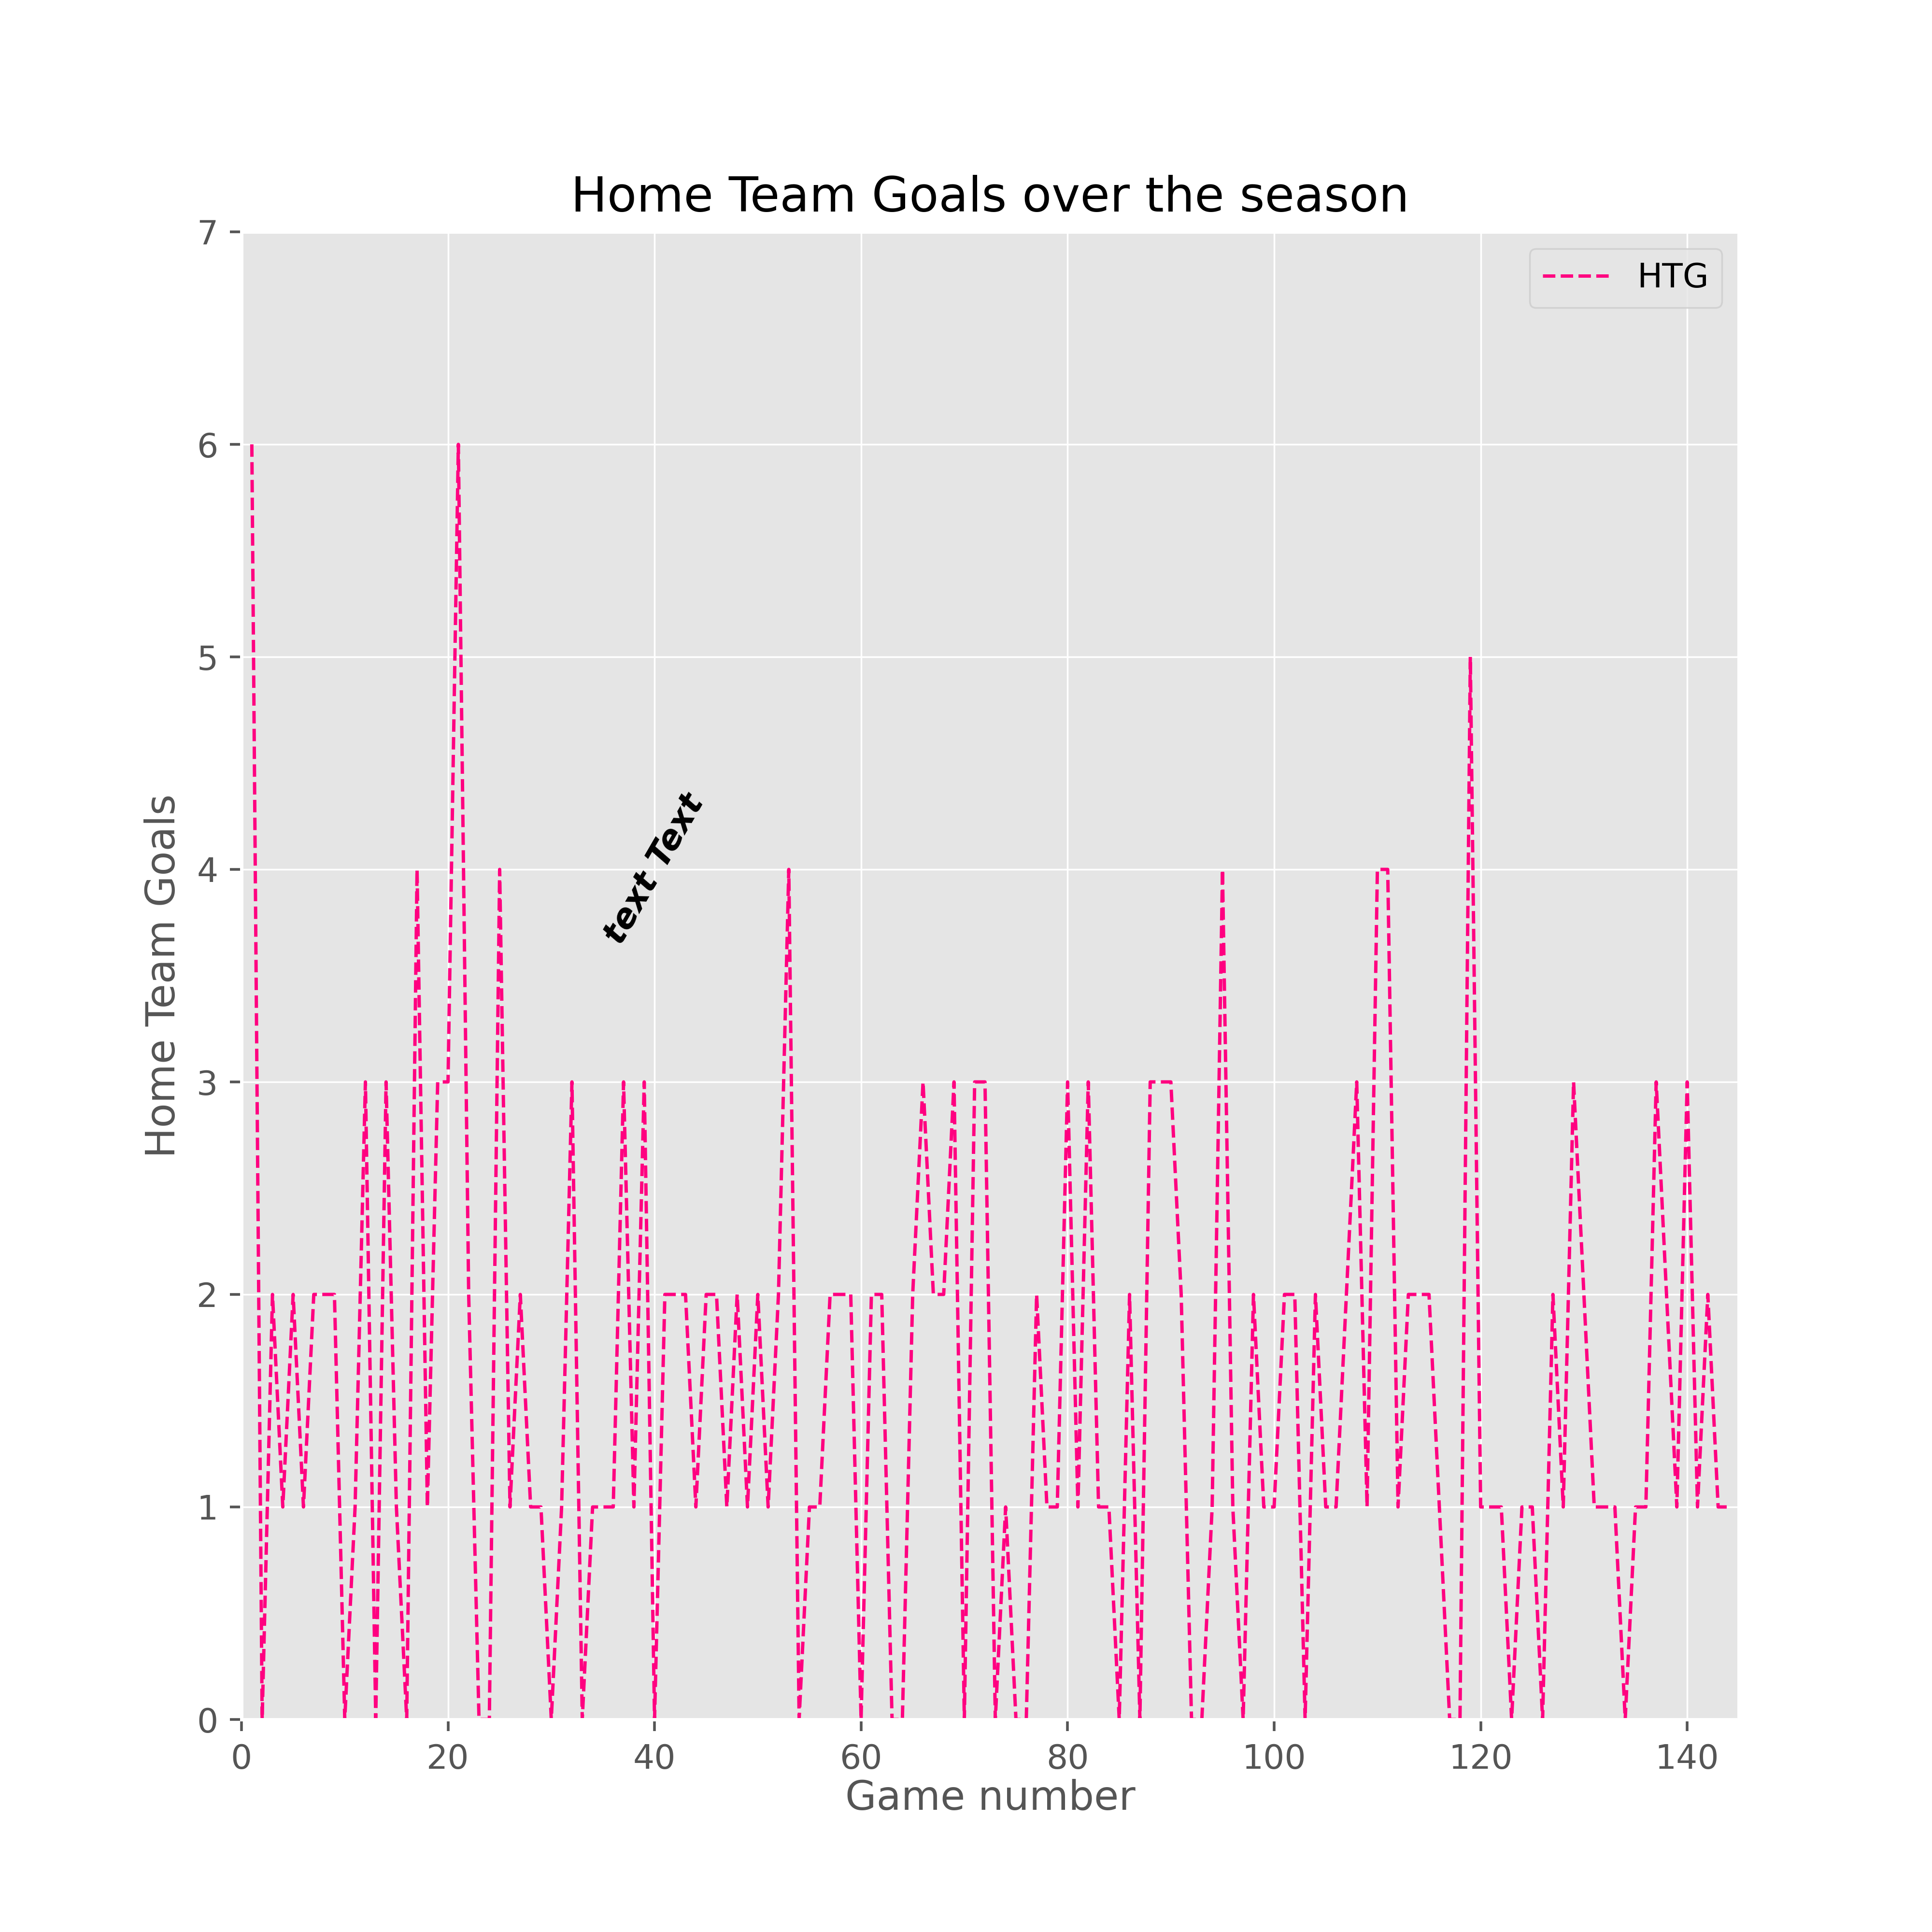 Home Team Goals over the season
HTG
Home Team Goals
7
6
5
4
3
2
1
0
text Text
0 20 40 60 80 100 120 140
Game number